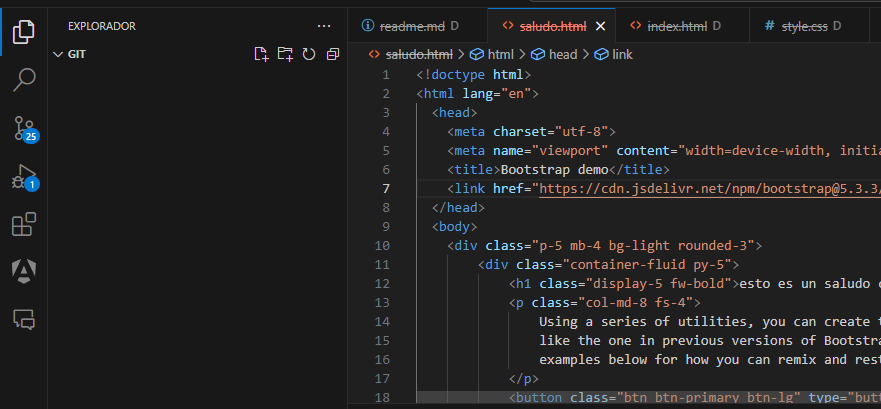 EXPLORADOR
readme.md D
saludo.html
index.html D
style.css D
GIT
saludo.html > html > head > link
1 <!doctype html>
2 <html lang="en">
3 <head>
4 <meta charset="utf-8">
5 <meta name="viewport" content="width=device-width, initia
6 <title>Bootstrap demo</title>
7 <link href="https://cdn.jsdelivr.net/npm/bootstrap@5.3.3/
8 </head>
9 <body>
10 <div class="p-5 mb-4 bg-light rounded-3">
11 <div class="container-fluid py-5">
12 <h1 class="display-5 fw-bold">esto es un saludo
13 <p class="col-md-8 fs-4">
14 Using a series of utilities, you can create
15 like the one in previous versions of Bootstra
16 examples below for how you can remix and rest
17 </p>
18 <button class="btn btn-primary btn-lg" type="butt
25
1